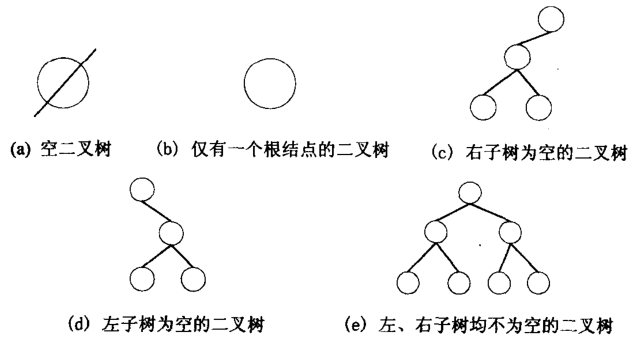 (a) 空二叉树
(b) 仅有一个根结点的二叉树
(c) 右子树为空的二叉树
(d) 左子树为空的二叉树
(e) 左、右子树均不为空的二叉树